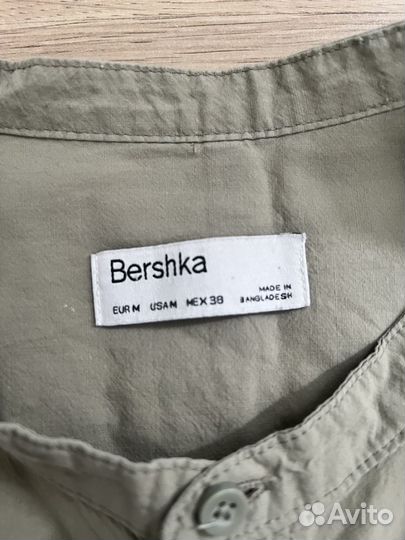 Bershka
EUR M USA M MEX 38
MADE IN
BANGLADESH
Avito